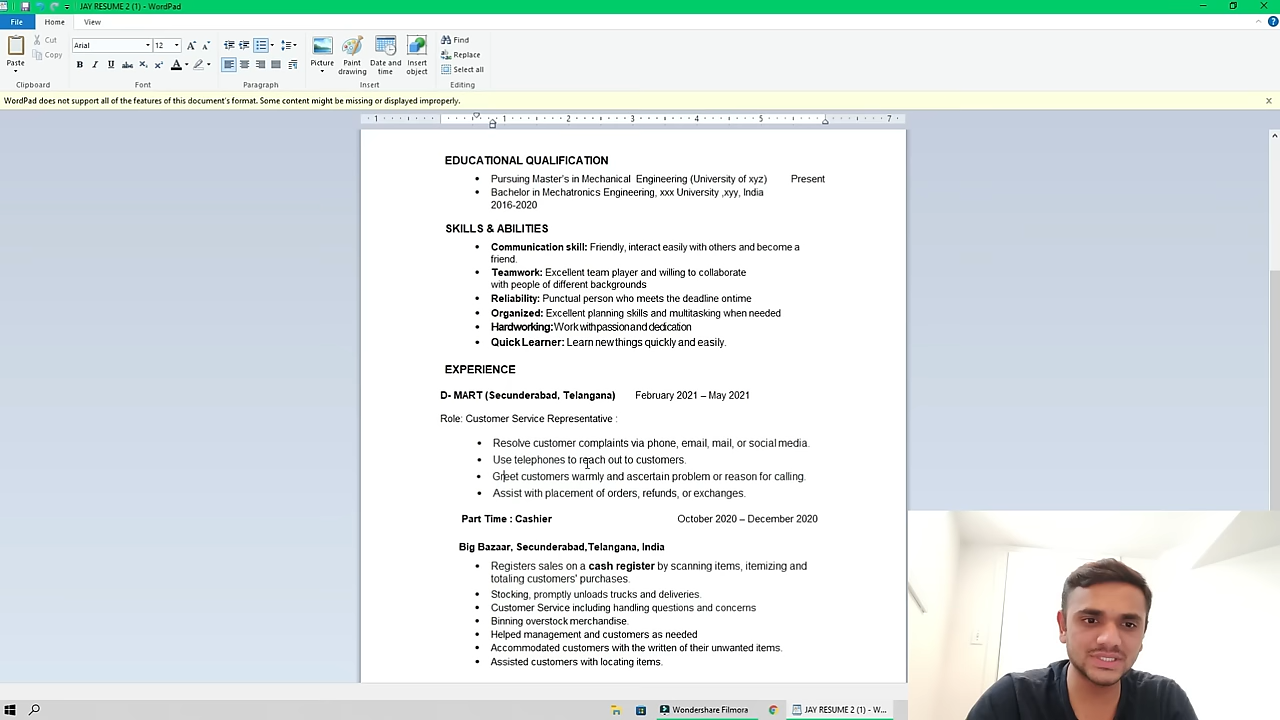 JAY RESUME 2 (1) - WordPad
File Home View
Cut
Copy
Paste
Arial 12
Picture
Paint drawing
Date and time
Insert object
Find
Replace
Select all
Clipboard Font Paragraph Insert Editing
WordPad does not support all of the features of this document's format. Some content might be missing or displayed improperly.
1 1 2 3 4 5 7
EDUCATIONAL QUALIFICATION
• Pursuing Master's in Mechanical Engineering (University of xyz) Present
• Bachelor in Mechatronics Engineering, xxx University ,xyy, India
2016-2020
SKILLS & ABILITIES
• Communication skill: Friendly, interact easily with others and become a
friend.
• Teamwork: Excellent team player and willing to collaborate
with people of different backgrounds
• Reliability: Punctual person who meets the deadline ontime
• Organized: Excellent planning skills and multitasking when needed
• Hardworking: Work with passion and dedication
• Quick Learner: Learn new things quickly and easily.
EXPERIENCE
D- MART (Secunderabad, Telangana) February 2021 – May 2021
Role: Customer Service Representative :
• Resolve customer complaints via phone, email, mail, or social media.
• Use telephones to reach out to customers.
• Greet customers warmly and ascertain problem or reason for calling.
• Assist with placement of orders, refunds, or exchanges.
Part Time : Cashier October 2020 – December 2020
Big Bazaar, Secunderabad, Telangana, India
• Registers sales on a cash register by scanning items, itemizing and
totaling customers' purchases.
• Stocking, promptly unloads trucks and deliveries.
• Customer Service including handling questions and concerns
• Binning overstock merchandise.
• Helped management and customers as needed
• Accommodated customers with the written of their unwanted items.
• Assisted customers with locating items.
Wondershare Filmora
JAY RESUME 2 (1) - W...